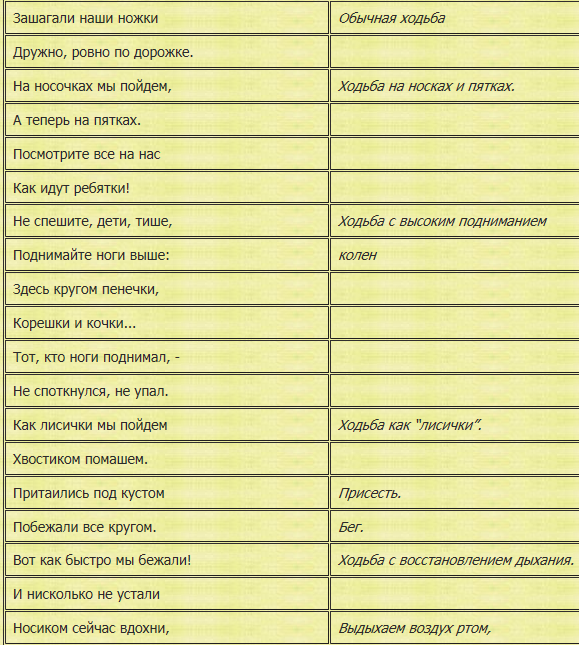 Зашагали наши ножки Обычная ходьба
Дружно, ровно по дорожке.
На носочках мы пойдем, Ходьба на носках и пятках.
А теперь на пятках.
Посмотрите все на нас
Как идут ребятки!
Не спешите, дети, тише, Ходьба с высоким подниманием
Поднимайте ноги выше: колен
Здесь кругом пенечки,
Корешки и кочки...
Тот, кто ноги поднимал, -
Не споткнулся, не упал.
Как лисички мы пойдем Ходьба как "лисички".
Хвостиком помашем.
Притаились под кустом Присесть.
Побежали все кругом. Бег.
Вот как быстро мы бежали! Ходьба с восстановлением дыхания.
И нисколько не устали
Носиком сейчас вдохни, Выдыхаем воздух ртом,